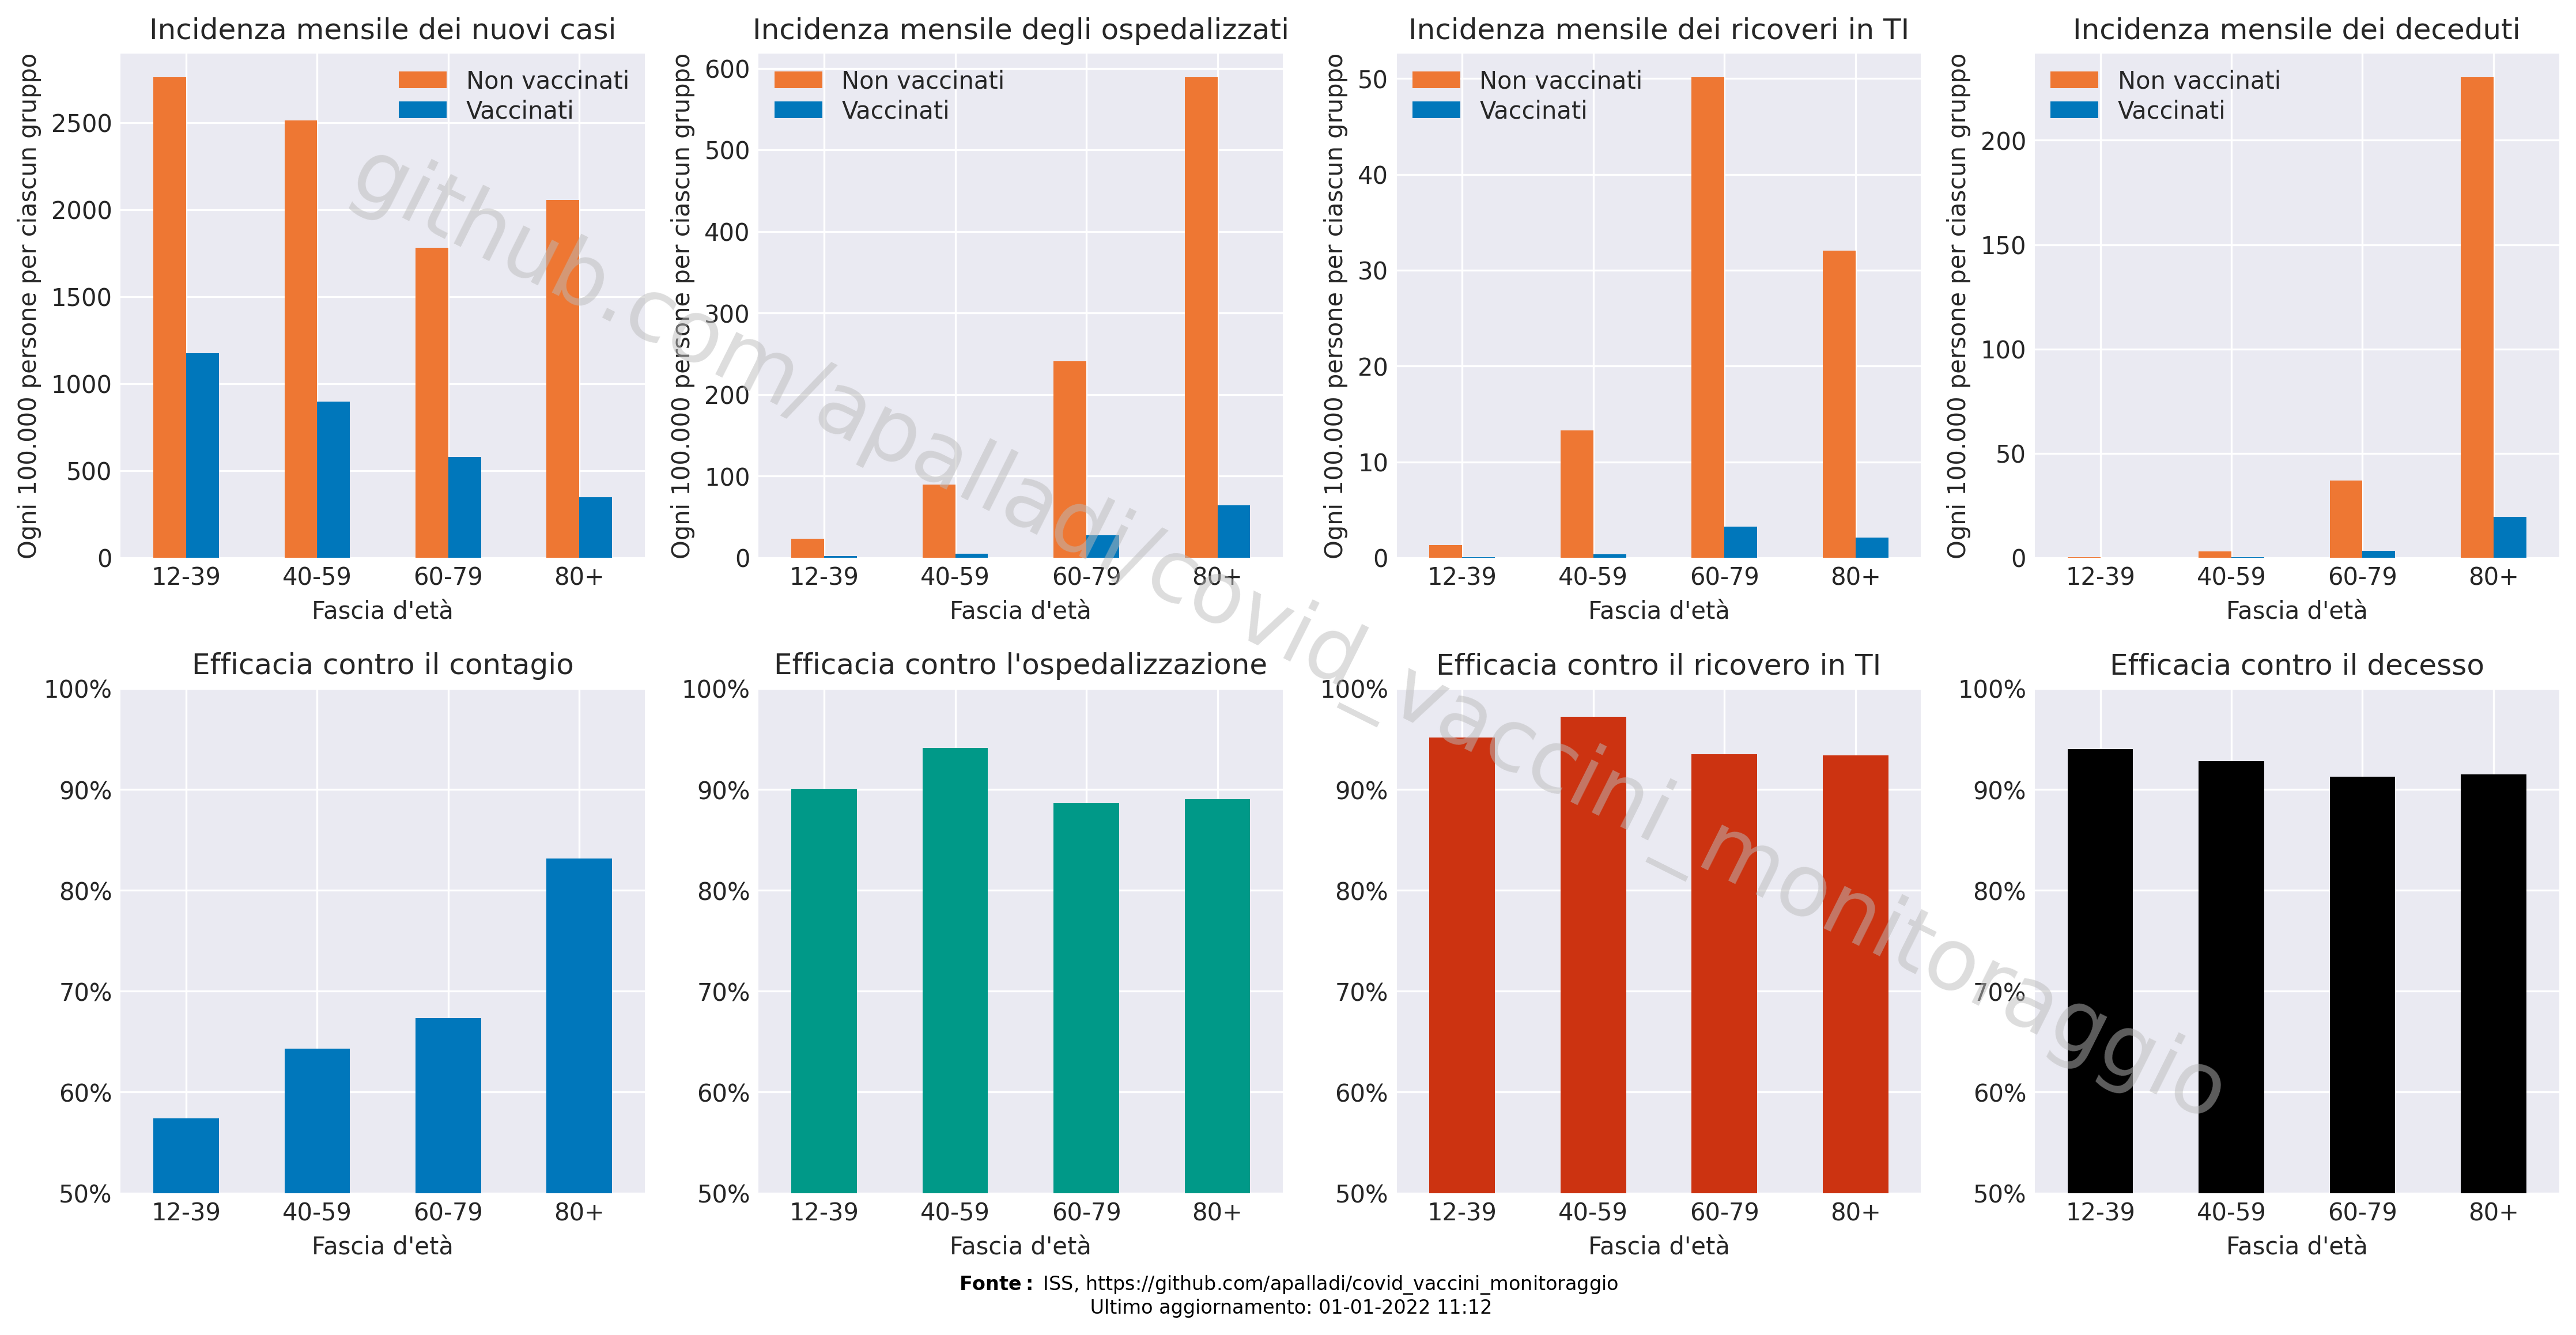 Incidenza mensile dei nuovi casi
Ogni 100.000 persone per ciascun gruppo
2500
2000
1500
1000
500
0
Non vaccinati
Vaccinati
12-39 40-59 60-79 80+
Fascia d'età
Incidenza mensile degli ospedalizzati
Ogni 100.000 persone per ciascun gruppo
600
500
400
300
200
100
0
Non vaccinati
Vaccinati
12-39 40-59 60-79 80+
Fascia d'età
Incidenza mensile dei ricoveri in TI
Ogni 100.000 persone per ciascun gruppo
50
40
30
20
10
0
Non vaccinati
Vaccinati
12-39 40-59 60-79 80+
Fascia d'età
Incidenza mensile dei deceduti
Ogni 100.000 persone per ciascun gruppo
200
150
100
50
0
Non vaccinati
Vaccinati
12-39 40-59 60-79 80+
Fascia d'età
Efficacia contro il contagio
100%
90%
80%
70%
60%
50%
12-39 40-59 60-79 80+
Fascia d'età
Efficacia contro l'ospedalizzazione
100%
90%
80%
70%
60%
50%
12-39 40-59 60-79 80+
Fascia d'età
Efficacia contro il ricovero in TI
100%
90%
80%
70%
60%
50%
12-39 40-59 60-79 80+
Fascia d'età
Efficacia contro il decesso
100%
90%
80%
70%
60%
50%
12-39 40-59 60-79 80+
Fascia d'età
github.com/apalladi/covid_vaccini_monitoraggio
Fonte: ISS, https://github.com/apalladi/covid_vaccini_monitoraggio
Ultimo aggiornamento: 01-01-2022 11:12